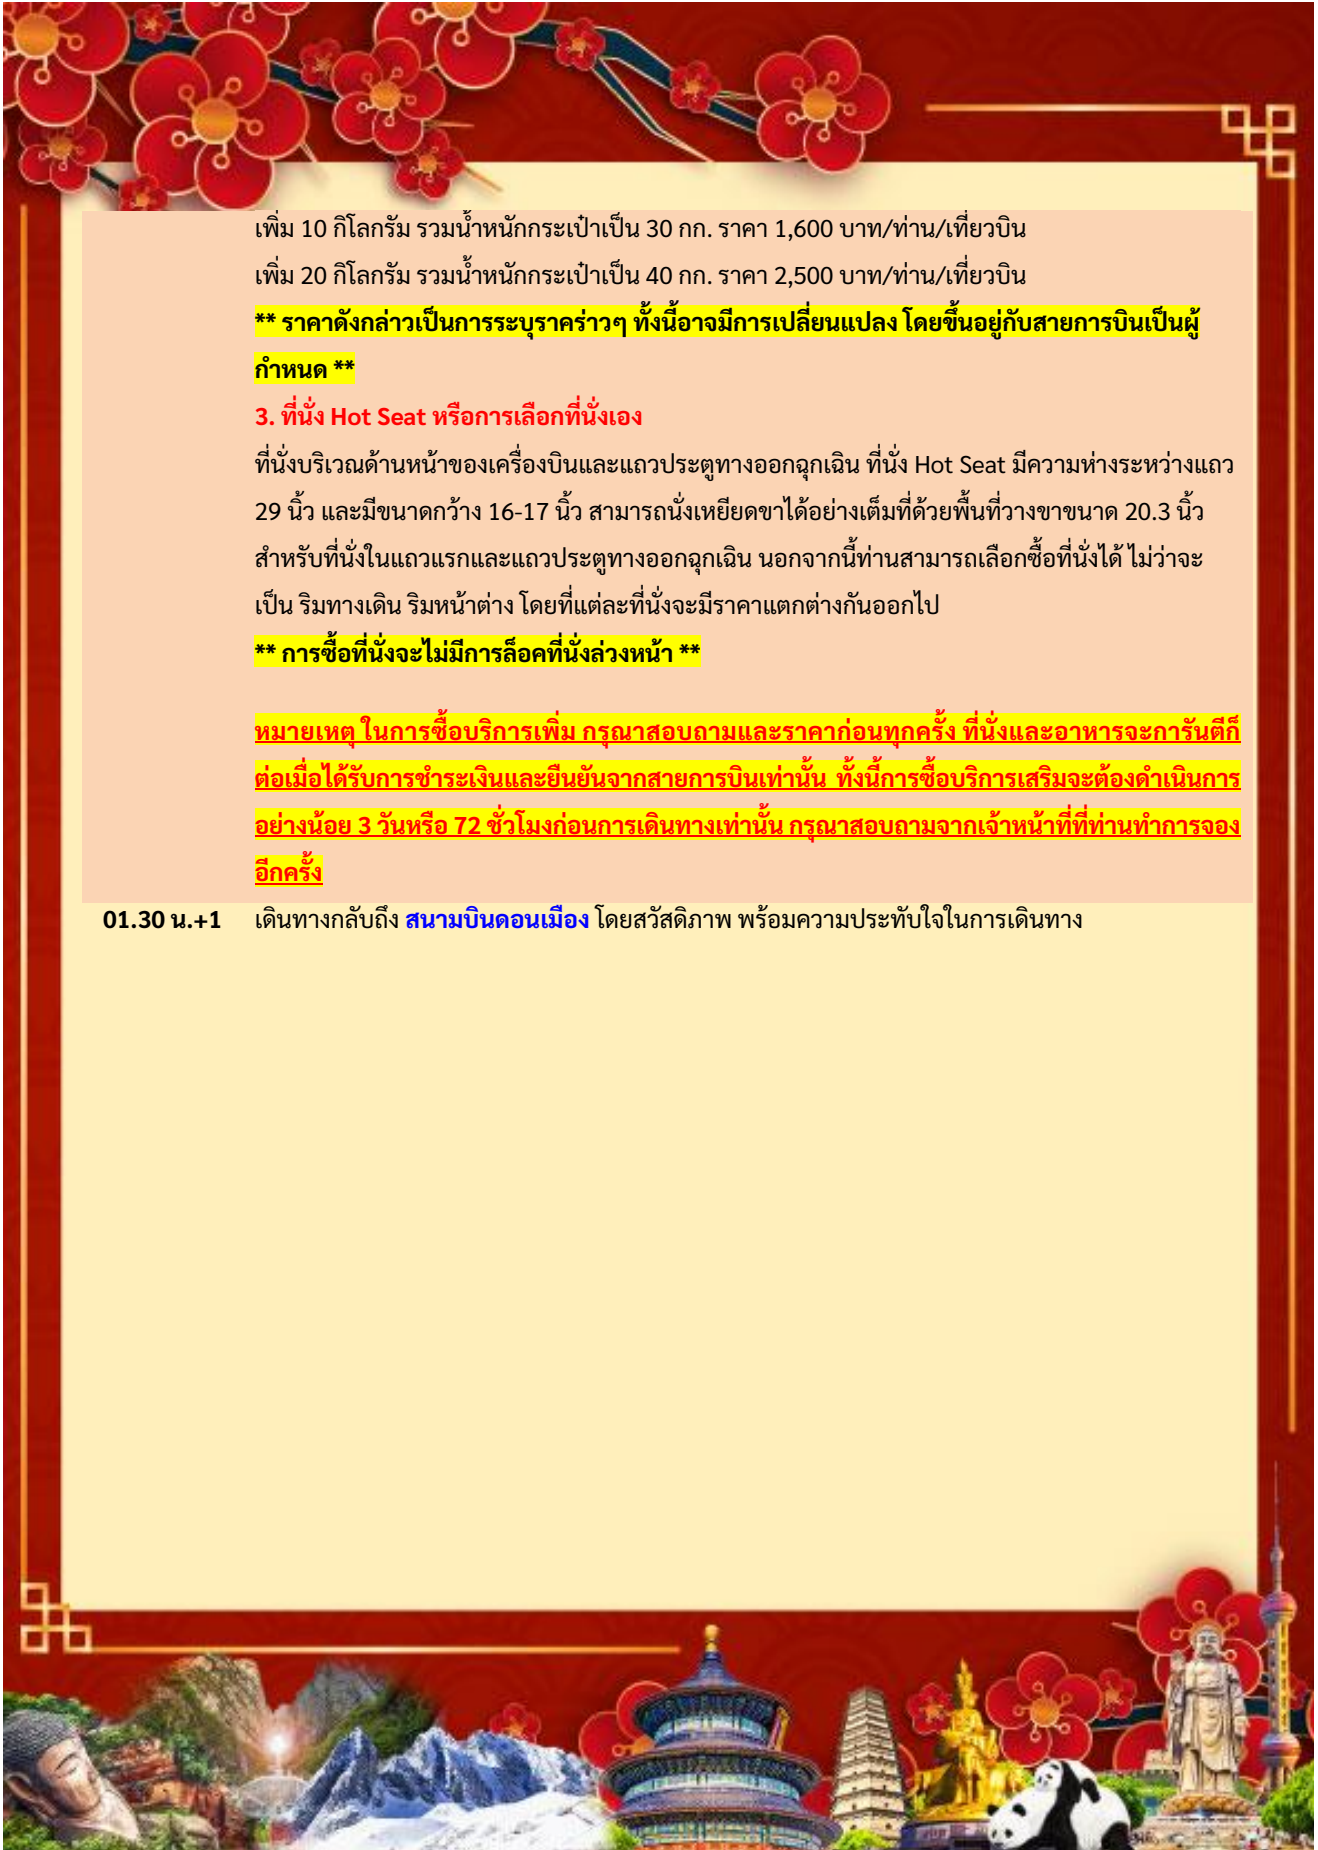 เพิ่ม 10 กิโลกรัม รวมน้ำหนักกระเป๋าเป็น 30 กก. ราคา 1,600 บาท/ท่าน/เที่ยวบิน
เพิ่ม 20 กิโลกรัม รวมน้ำหนักกระเป๋าเป็น 40 กก. ราคา 2,500 บาท/ท่าน/เที่ยวบิน
** ราคาดังกล่าวเป็นการระบุราคร่าวๆ ทั้งนี้อาจมีการเปลี่ยนแปลง โดยขึ้นอยู่กับสายการบินเป็นผู้
กำหนด **
3. ที่นั่ง Hot Seat หรือการเลือกที่นั่งเอง
ที่นั่งบริเวณด้านหน้าของเครื่องบินและแถวประตูทางออกฉุกเฉิน ที่นั่ง Hot Seat มีความห่างระหว่างแถว
29 นิ้ว และมีขนาดกว้าง 16-17 นิ้ว สามารถนั่งเหยียดขาได้อย่างเต็มที่ด้วยพื้นที่วางขาขนาด 20.3 นิ้ว
สำหรับที่นั่งในแถวแรกและแถวประตูทางออกฉุกเฉิน นอกจากนี้ท่านสามารถเลือกซื้อที่นั่งได้ ไม่ว่าจะ
เป็น ริมทางเดิน ริมหน้าต่าง โดยที่แต่ละที่นั่งจะมีราคาแตกต่างกันออกไป
** การซื้อที่นั่งจะไม่มีการล็อคที่นั่งล่วงหน้า **
หมายเหตุ ในการซื้อบริการเพิ่ม กรุณาสอบถามและราคาก่อนทุกครั้ง ที่นั่งและอาหารจะการันตีก็
ต่อเมื่อได้รับการชำระเงินและยืนยันจากสายการบินเท่านั้น ทั้งนี้การซื้อบริการเสริมจะต้องดำเนินการ
อย่างน้อย 3 วันหรือ 72 ชั่วโมงก่อนการเดินทางเท่านั้น กรุณาสอบถามจากเจ้าหน้าที่ที่ท่านทำการจอง
อีกครั้ง
01.30 น.+1 เดินทางกลับถึง สนามบินดอนเมือง โดยสวัสดิภาพ พร้อมความประทับใจในการเดินทาง